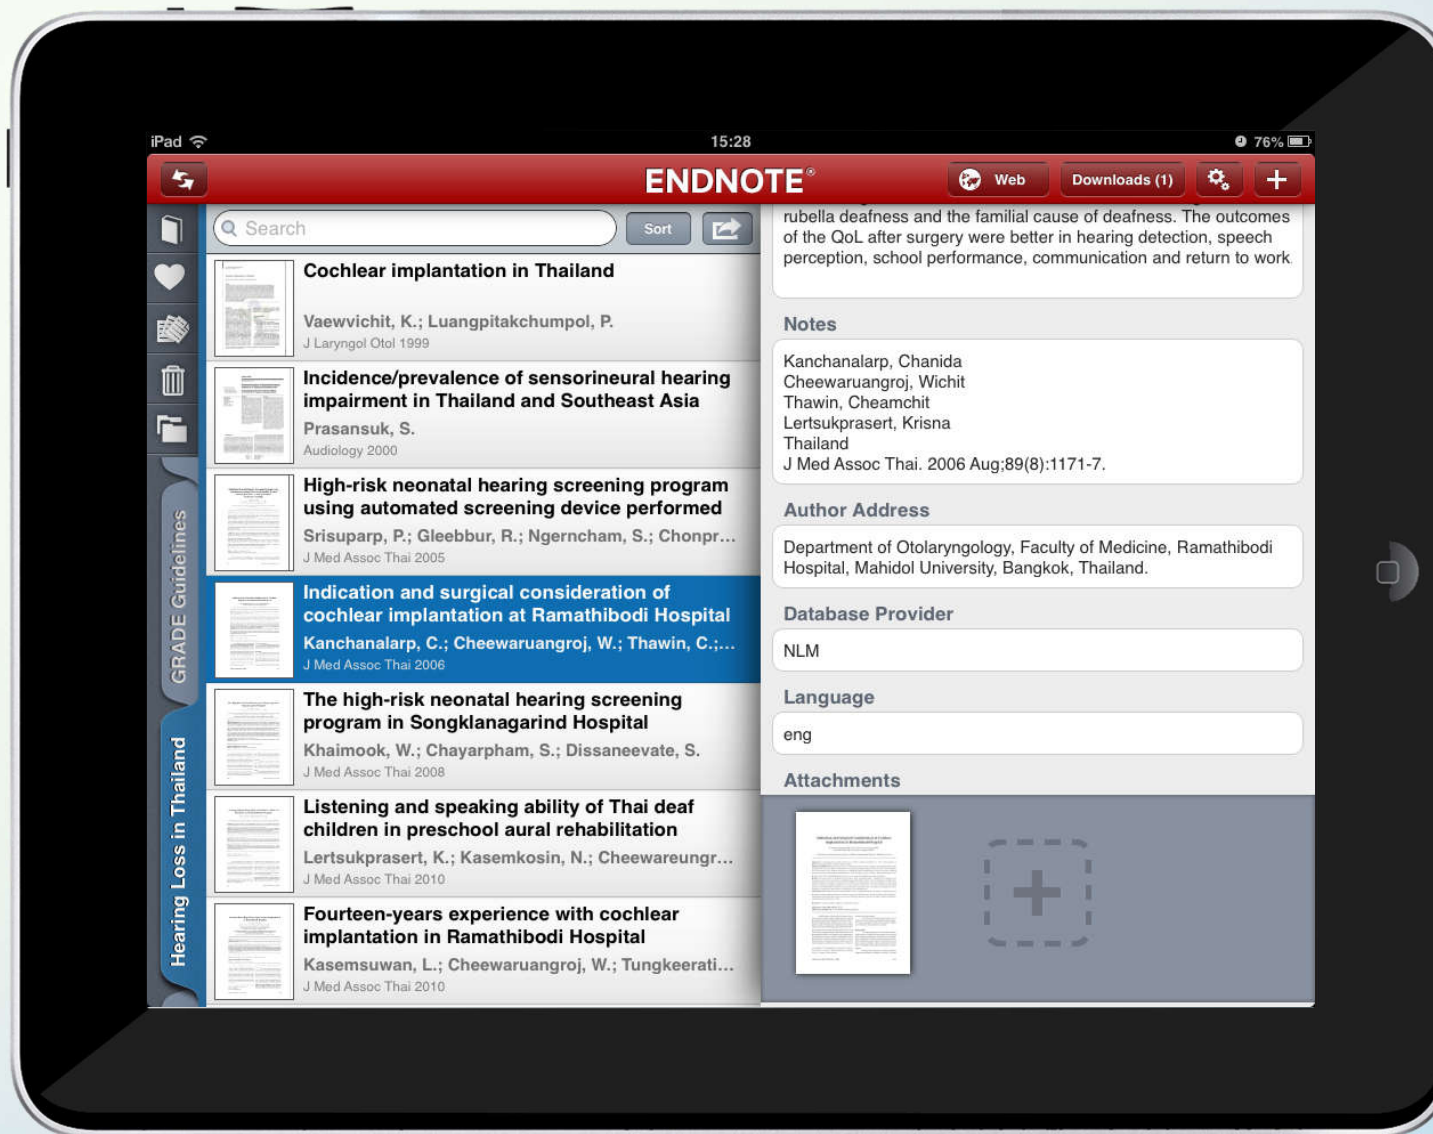 iPad
15:28
76%
ENDNOTE®
Web
Downloads (1)
Search
Sort
Cochlear implantation in Thailand
Vaewvichit, K.; Luangpitakchumpol, P.
J Laryngol Otol 1999
Incidence/prevalence of sensorineural hearing
impairment in Thailand and Southeast Asia
Prasansuk, S.
Audiology 2000
High-risk neonatal hearing screening program
using automated screening device performed
Srisuparp, P.; Gleebbur, R.; Ngerncham, S.; Chonpr...
J Med Assoc Thai 2005
Indication and surgical consideration of
cochlear implantation at Ramathibodi Hospital
Kanchanalarp, C.; Cheewaruangroj, W.; Thawin, C.;...
J Med Assoc Thai 2006
The high-risk neonatal hearing screening
program in Songklanagarind Hospital
Khaimook, W.; Chayarpham, S.; Dissaneevate, S.
J Med Assoc Thai 2008
Listening and speaking ability of Thai deaf
children in preschool aural rehabilitation
Lertsukprasert, K.; Kasemkosin, N.; Cheewareungr...
J Med Assoc Thai 2010
Fourteen-years experience with cochlear
implantation in Ramathibodi Hospital
Kasemsuwan, L.; Cheewaruangroj, W.; Tungkeerati...
J Med Assoc Thai 2010
GRADE Guidelines
Hearing Loss in Thailand
rubella deafness and the familial cause of deafness. The outcomes
of the QoL after surgery were better in hearing detection, speech
perception, school performance, communication and return to work.
Notes
Kanchanalarp, Chanida
Cheewaruangroj, Wichit
Thawin, Cheamchit
Lertsukprasert, Krisna
Thailand
J Med Assoc Thai. 2006 Aug;89(8):1171-7.
Author Address
Department of Otolaryngology, Faculty of Medicine, Ramathibodi
Hospital, Mahidol University, Bangkok, Thailand.
Database Provider
NLM
Language
eng
Attachments